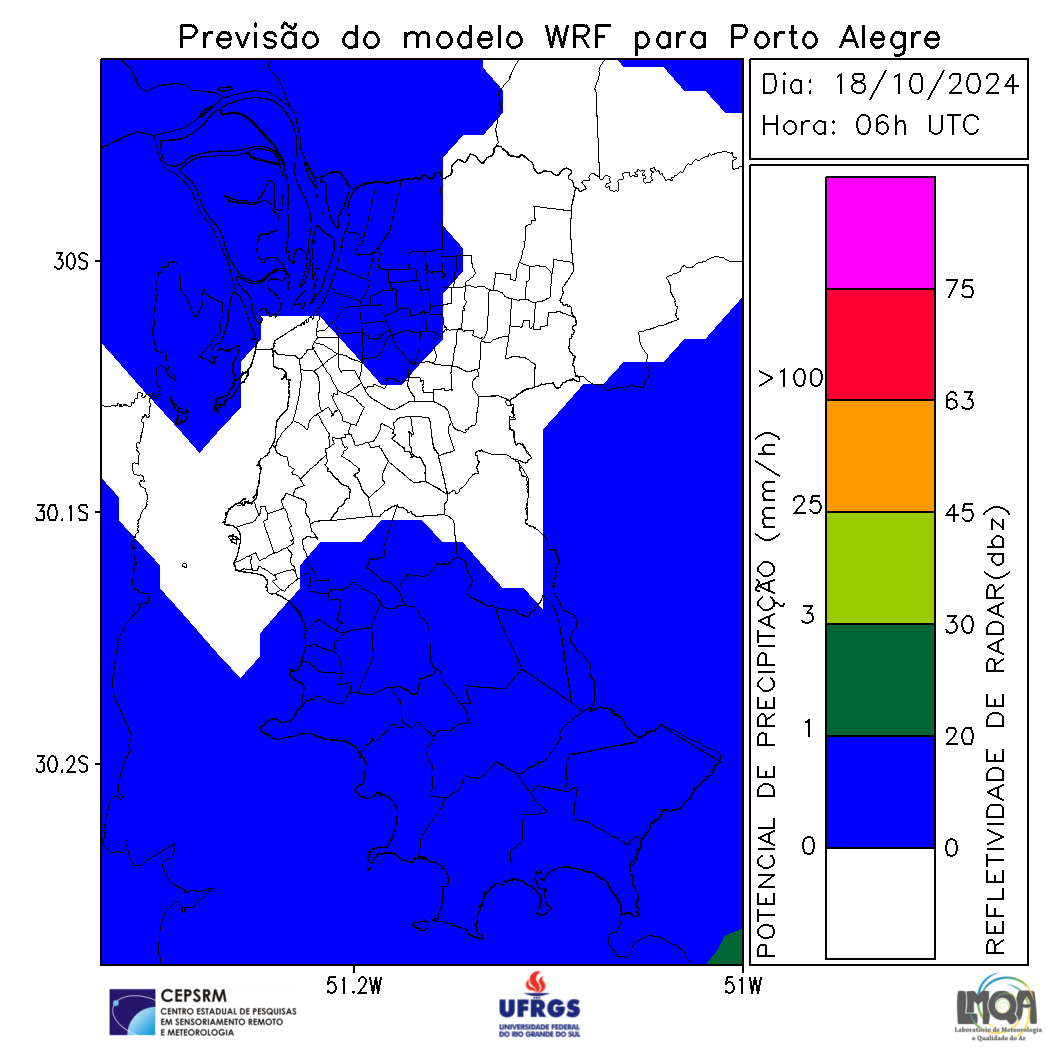 Previsão do modelo WRF para Porto Alegre
Dia: 18/10/2024
Hora: 06h UTC
30S
30.1S
30.2S
51.2W
51W
POTENCIAL DE PRECIPITAÇÃO (mm/h)
>100
25
3
1
0
75
63
45
30
20
0
REFLETIVIDADE DE RADAR(dbz)
CEPSRM
CENTRO ESTADUAL DE PESQUISAS
EM SENSORIAMENTO REMOTO
E METEOROLOGIA
UFRGS
UNIVERSIDADE FEDERAL
DO RIO GRANDE DO SUL
LMQA
Laboratório de Meteorologia
e Qualidade do Ar